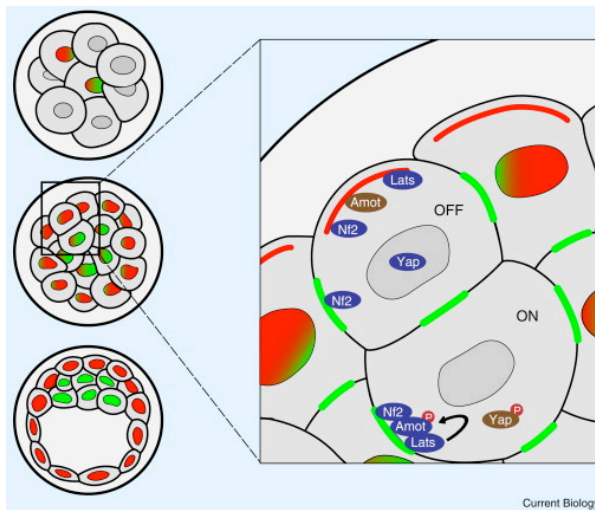 Lats
Amot
OFF
Nf2
Yap
Nf2
ON
Nf2
P
P
Amot
Yap
Lats
Current Biology